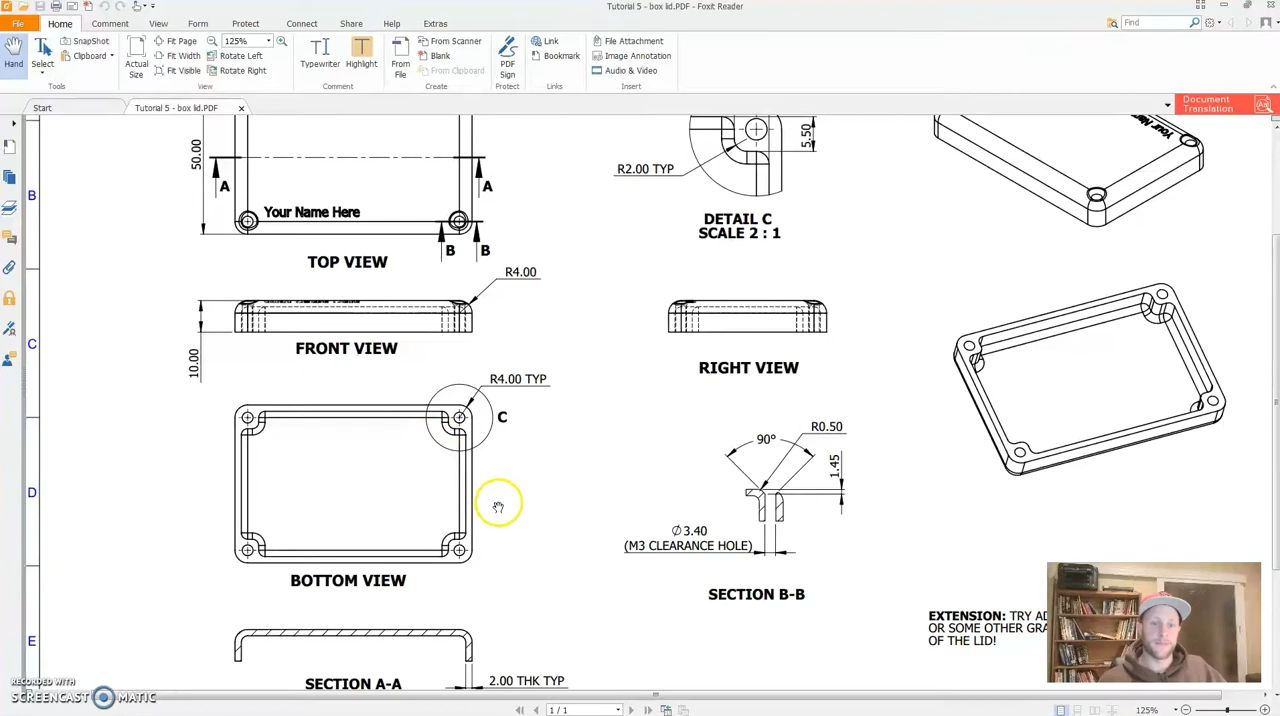 Tutorial 5 - box lid.PDF - Foxit Reader
File Home Comment View Form Protect Connect Share Help Extras Find
Hand
Select
SnapShot
Clipboard
Tools
Actual
Size
Fit Page
Fit Width
Fit Visible
125%
Rotate Left
Rotate Right
View
Typewriter
Highlight
Comment
From
File
From Scanner
Blank
From Clipboard
Create
PDF
Sign
Protect
Link
Bookmark
Links
File Attachment
Image Annotation
Audio & Video
Insert
Start
Tutorial 5 - box lid.PDF
Document
Translation
B
C
D
E
50.00
A
A
Your Name Here
B
B
TOP VIEW
R4.00
10.00
FRONT VIEW
R4.00 TYP
C
BOTTOM VIEW
SECTION A-A
2.00 THK TYP
R2.00 TYP
5.50
DETAIL C
SCALE 2 : 1
RIGHT VIEW
90°
R0.50
1.45
∅3.40
(M3 CLEARANCE HOLE)
SECTION B-B
EXTENSION: TRY AD
OR SOME OTHER GRA
OF THE LID!
RECORDED WITH
SCREENCAST MATIC
1 / 1
125%